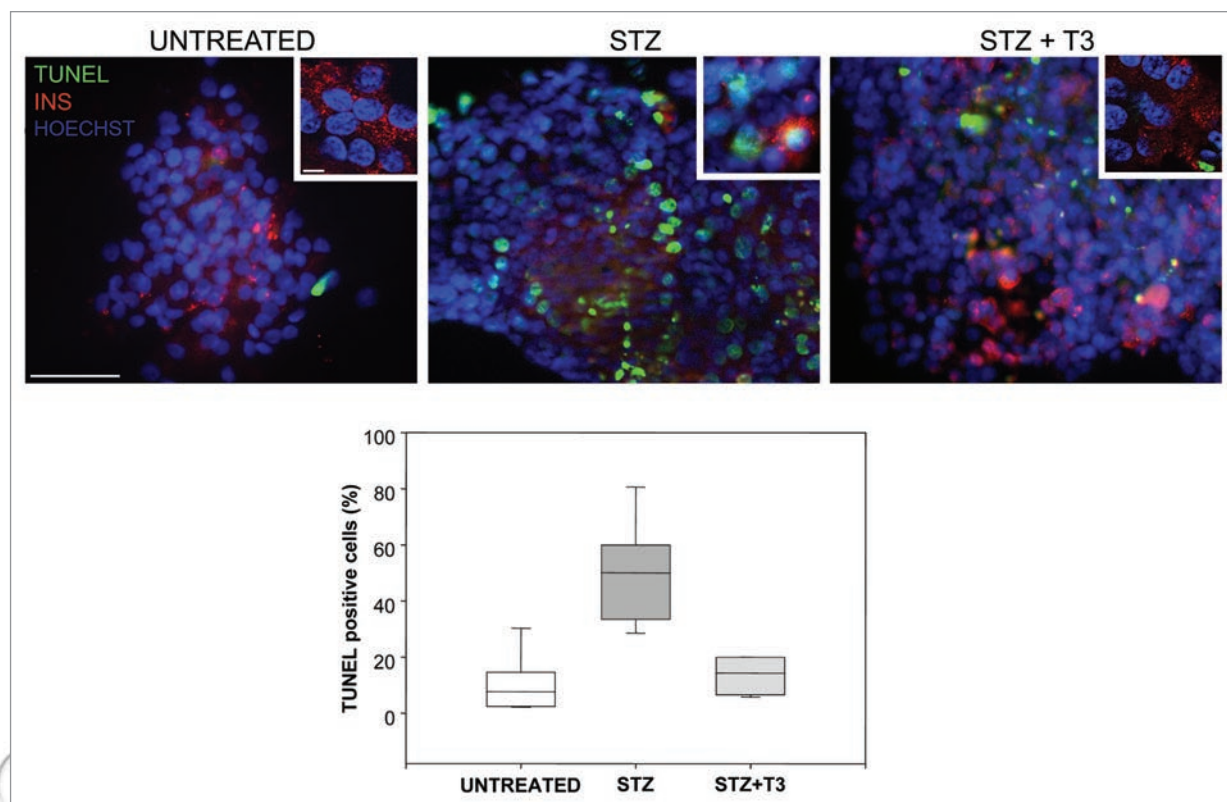 UNTREATED
STZ
STZ + T3
TUNEL
INS
HOECHST
TUNEL positive cells (%)
100
80
60
40
20
0
UNTREATED
STZ
STZ+T3